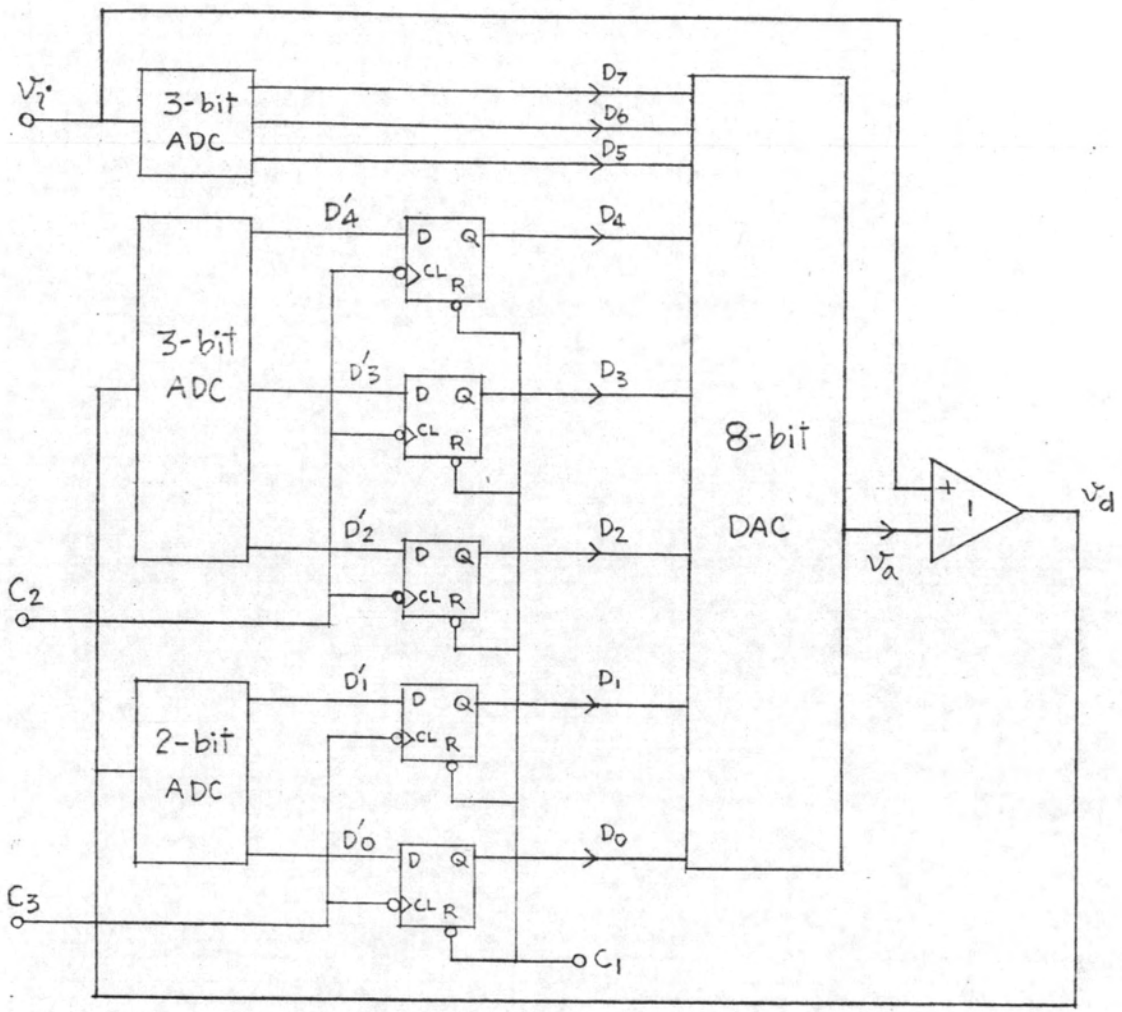 D7
vi
3-bit
ADC
D6
D5
D'4
D Q
CL
R
D4
3-bit
ADC
D'3
D Q
CL
R
D3
8-bit
DAC
+
1
-
vd
va
D'2
D Q
CL
R
D2
C2
D'1
D Q
CL
R
D1
2-bit
ADC
D'0
D Q
CL
R
D0
C3
C1